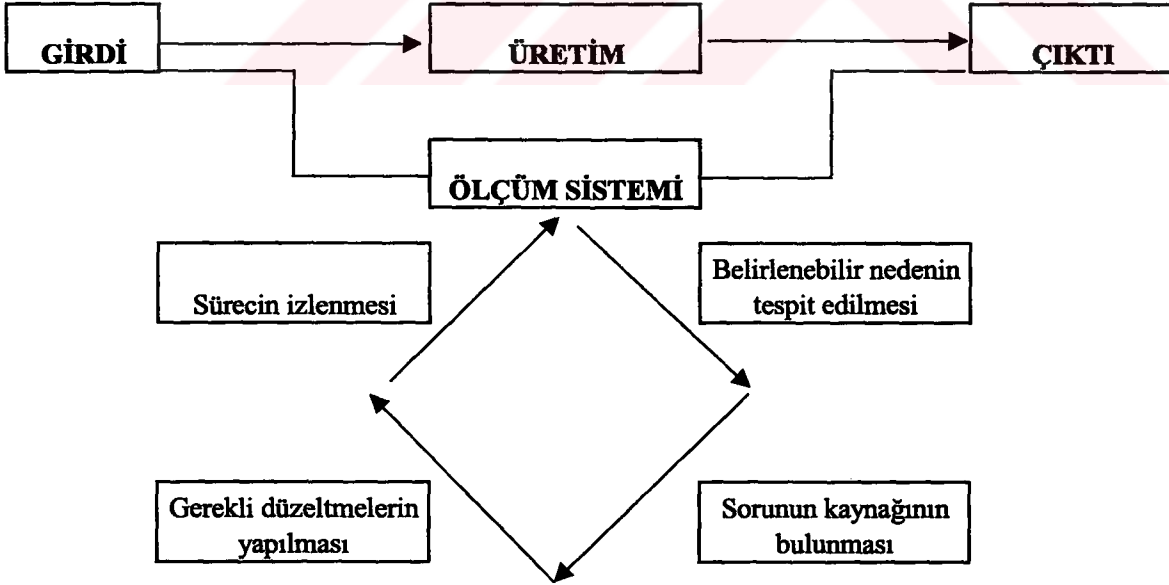 GİRDİ
ÜRETİM
ÇIKTI
ÖLÇÜM SİSTEMİ
Sürecin izlenmesi
Belirlenebilir nedenin
tespit edilmesi
Gerekli düzeltmelerin
yapılması
Sorunun kaynağının
bulunması